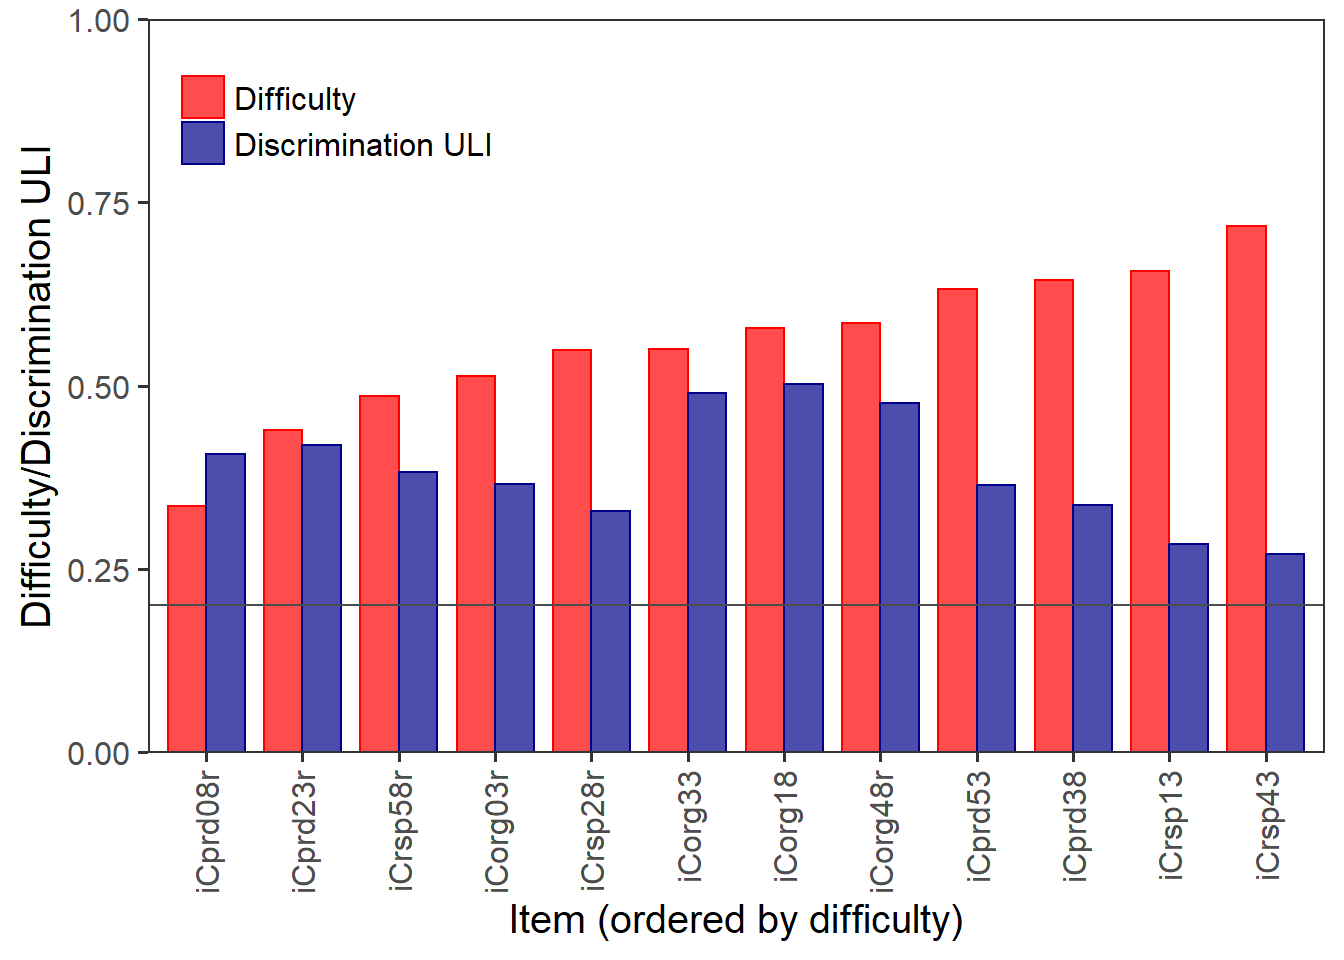 1.00
0.75
0.50
0.25
0.00
Difficulty/Discrimination ULI
Difficulty
Discrimination ULI
iCprd08r
iCprd23r
iCrsp58r
iCorg03r
iCrsp28r
iCorg33
iCorg18
iCorg48r
iCprd53
iCprd38
iCrsp13
iCrsp43
Item (ordered by difficulty)